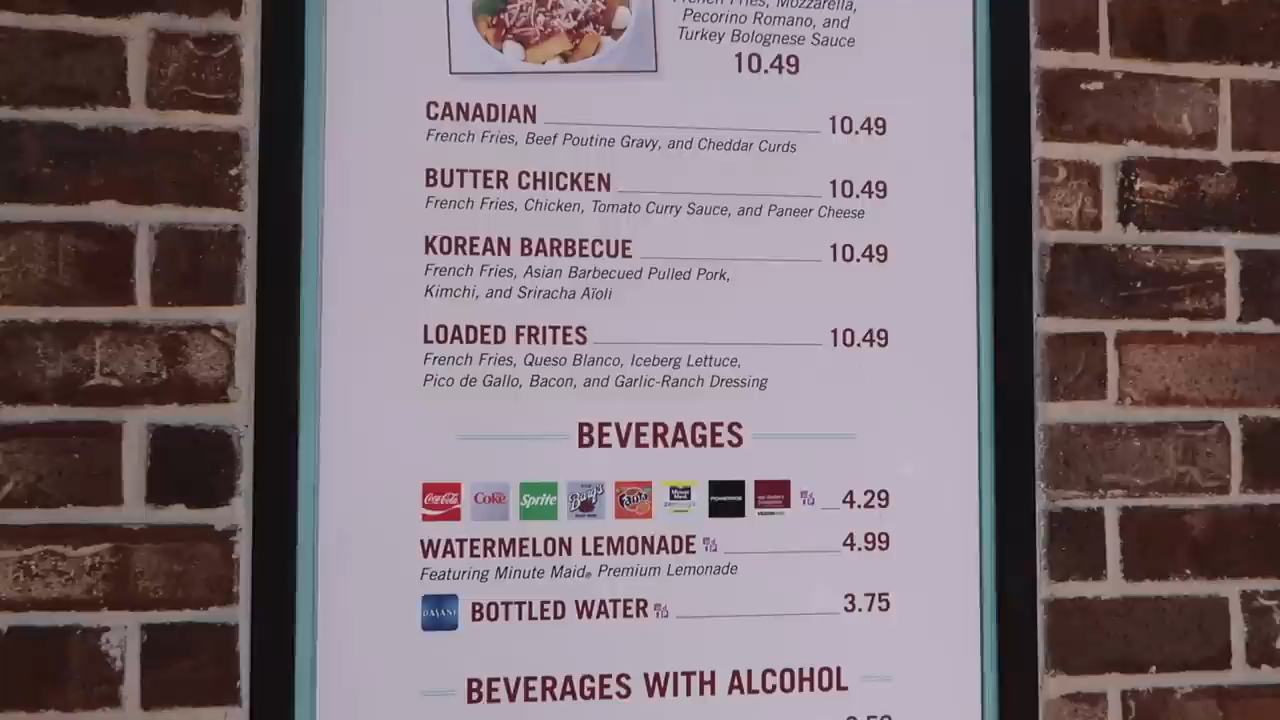 French Fries, Mozzarella,
Pecorino Romano, and
Turkey Bolognese Sauce
10.49
CANADIAN 10.49
French Fries, Beef Poutine Gravy, and Cheddar Curds
BUTTER CHICKEN 10.49
French Fries, Chicken, Tomato Curry Sauce, and Paneer Cheese
KOREAN BARBECUE 10.49
French Fries, Asian Barbecued Pulled Pork,
Kimchi, and Sriracha Aïoli
LOADED FRITES 10.49
French Fries, Queso Blanco, Iceberg Lettuce,
Pico de Gallo, Bacon, and Garlic-Ranch Dressing
BEVERAGES
Coca-Cola Coke Sprite Barq's Fanta Minute Maid POWERADE 4.29
WATERMELON LEMONADE 4.99
Featuring Minute Maid® Premium Lemonade
DASANI BOTTLED WATER 3.75
BEVERAGES WITH ALCOHOL